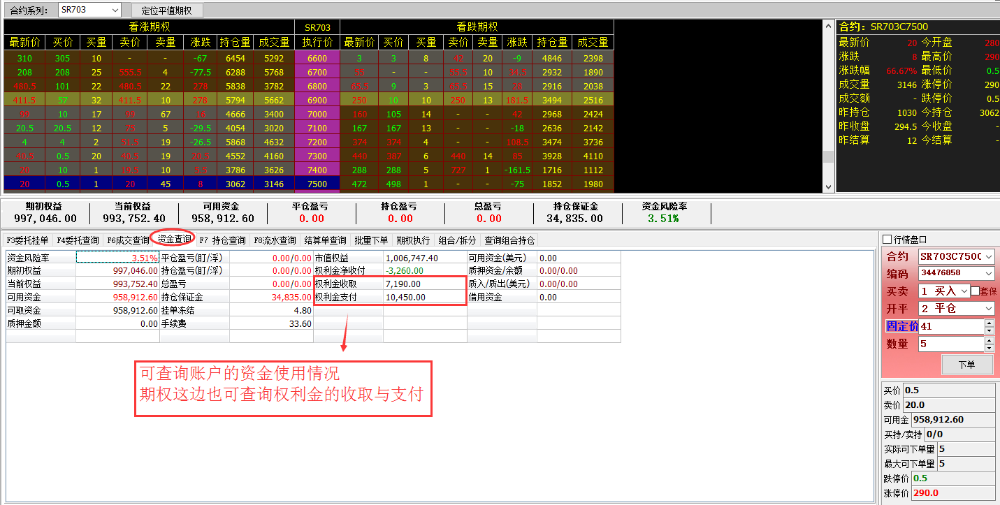 合约系列： SR703 定位平值期权
看涨期权 SR703 看跌期权
最新价 买价 买量 卖价 卖量 涨跌 持仓量 成交量 执行价 最新价 买价 买量 卖价 卖量 涨跌 持仓量 成交量
310 305 10 - - -67 6454 5292 6600 3 3 8 42 20 -9 4846 2398
208 208 25 555.5 4 -77.5 6288 5768 6700 55 - - 55.5 10 34.5 2932 1890
480.5 101 22 480.5 22 278 5838 3782 6800 65.5 9 3 65.5 15 28 2916 2038
411.5 57 32 411.5 10 278 5794 5662 6900 250 10 10 250 13 181.5 3494 2516
99 10 17 99 67 16 4666 3400 7000 160 105 14 - - 42 2968 2424
20.5 20.5 12 75 5 -29.5 4054 3020 7100 167 167 13 - - -18 2636 2142
4 4 2 51.5 19 -26.5 5868 4632 7200 374 374 4 - - 108.5 3474 3736
40.5 0.5 20 40.5 19 20.5 4552 4160 7300 440 387 6 440 14 85 3928 4110
20 10 1 19.5 10 5.5 3786 3626 7400 288 288 5 727 1 -161.5 1716 1112
20 0.5 1 20 45 8 3062 3146 7500 472 498 1 - - -75 1852 1980
合约：SR703C7500
最新价 20 今开盘 280
涨跌 8 最高价 290
涨跌幅 66.67% 最低价 0.5
成交量 3146 涨停价 290
成交额 - 跌停价 0.5
昨持仓 1030 今持仓 3062
昨收盘 294.5 今收盘 -
昨结算 12 今结算 -
期初权益 当前权益 可用资金 平仓盈亏 持仓盈亏 总盈亏 持仓保证金 资金风险率
997,046.00 993,752.40 958,912.60 0.00 0.00 0.00 34,835.00 3.51%
F3委托挂单 F4委托查询 F6成交查询 资金查询 F7 持仓查询 F8流水查询 结算单查询 批量下单 期权执行 组合/拆分 查询组合持仓
资金风险率 3.51% 平仓盈亏(盯/浮) 0.00/0.00 市值权益 1,006,747.40 可用资金(美元) 0.00
期初权益 997,046.00 持仓盈亏(盯/浮) 0.00/0.00 权利金净收付 -3,260.00 质押资金/余额 0.00/0.00
当前权益 993,752.40 总盈亏 0.00/0.00 权利金收取 7,190.00 质入/质出(美元) 0.00/0.00
可用资金 958,912.60 持仓保证金 34,835.00 权利金支付 10,450.00 借用资金 0.00
可取资金 958,912.60 挂单冻结 4.80
质押金额 0.00 手续费 33.60
可查询账户的资金使用情况
期权这边也可查询权利金的收取与支付
行情盘口
合约 SR703C7500
编码 34476858
买卖 1 买入 套保
开平 2 平仓
固定价 41
数量 5
下单
买价 0.5
卖价 20.0
可用金 958,912.60
买持/卖持 0/0
实际可下单量 5
最大可下单量 5
跌停价 0.5
涨停价 290.0